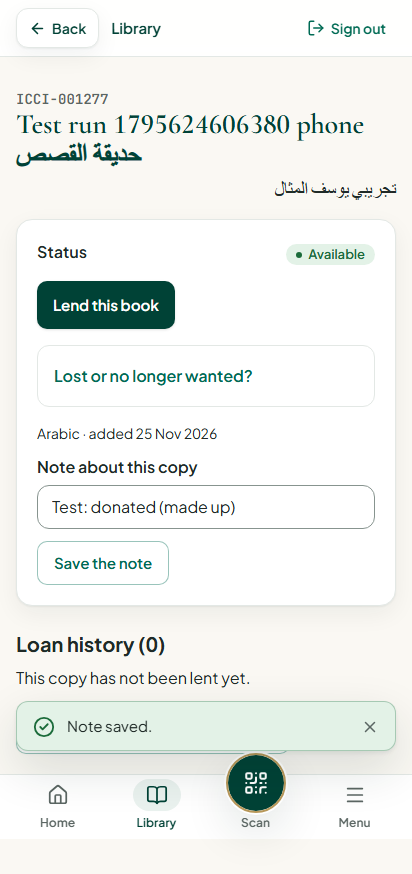 Back
Library
Sign out
ICCI-001277
Test run 1795624606380 phone
حديقة القصص
تجريبي يوسف المثال
Status
Available
Lend this book
Lost or no longer wanted?
Arabic · added 25 Nov 2026
Note about this copy
Test: donated (made up)
Save the note
Loan history (0)
This copy has not been lent yet.
Note saved.
Home
Library
Scan
Menu